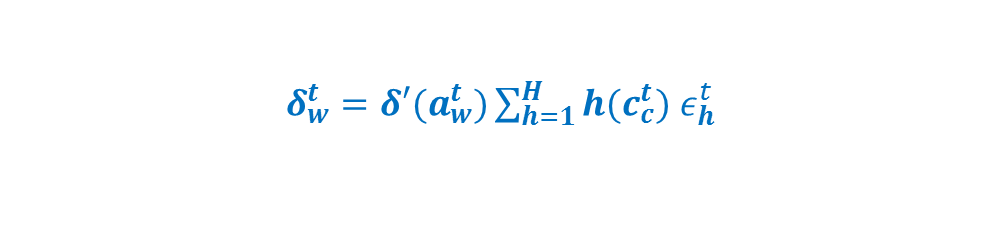 δ_w^t = δ′(a_w^t) ∑_{h=1}^H h(c_c^t) ϵ_h^t